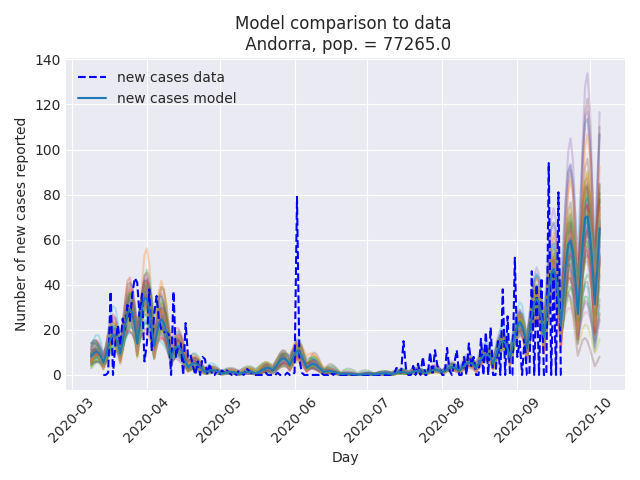 Model comparison to data
Andorra, pop. = 77265.0
new cases data
new cases model
Number of new cases reported
140
120
100
80
60
40
20
0
2020-03
2020-04
2020-05
2020-06
2020-07
2020-08
2020-09
2020-10
Day